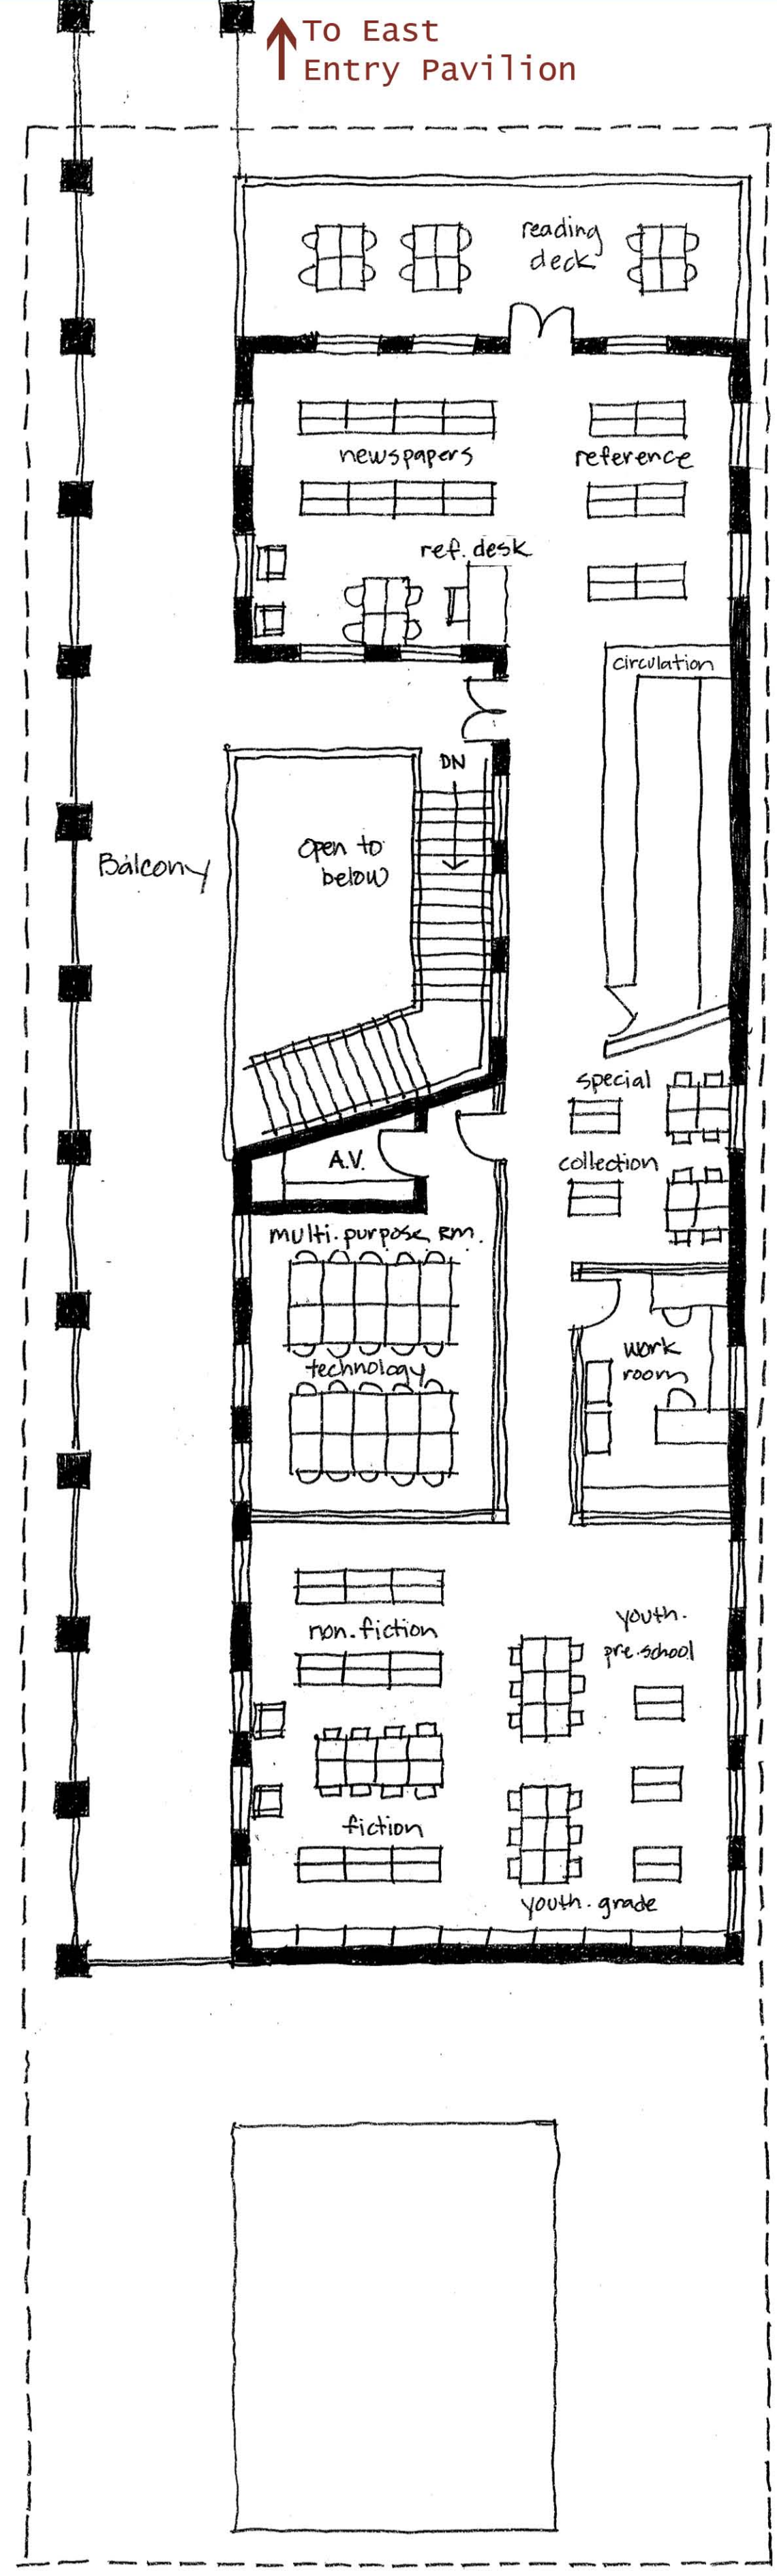 To East
Entry Pavilion
reading
deck
newspapers
reference
ref. desk
circulation
DN
Open to
below
Balcony
special
collection
A.V.
multi.purpose Rm.
technology
work
room
non.fiction
youth.
pre.school
fiction
youth.grade